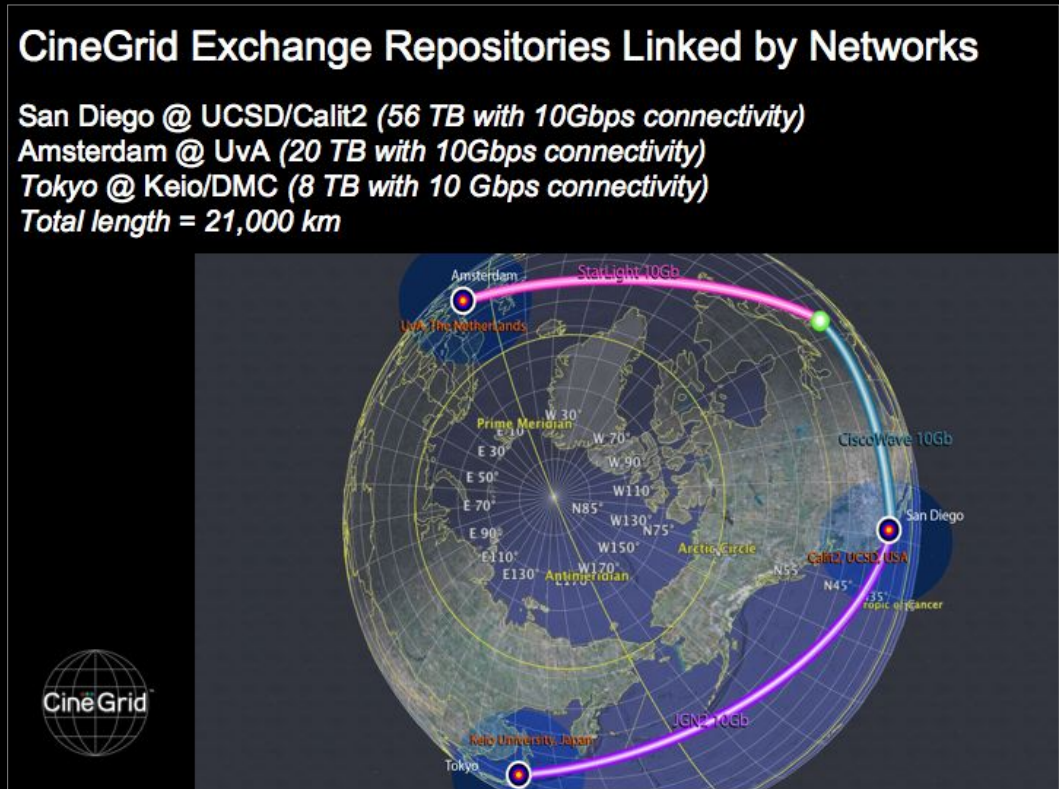 CineGrid Exchange Repositories Linked by Networks
San Diego @ UCSD/Calit2 (56 TB with 10Gbps connectivity)
Amsterdam @ UvA (20 TB with 10Gbps connectivity)
Tokyo @ Keio/DMC (8 TB with 10 Gbps connectivity)
Total length = 21,000 km
Amsterdam
StarLight 10Gb
UvA, The Netherlands
W 30°
Prime Meridian
E 10°
W 70°
E 30°
CiscoWave 10Gb
W 90°
E 50°
W110°
E 70°
N85°
San Diego
W130°
N75°
E 90°
Arctic Circle
W150°
E110°
Calit2, UCSD, USA
W170°
N55°
E130°
Antimeridian
E170°
N45°
N35°
Tropic of Cancer
CineGrid
JGN2 10Gb
Keio University, Japan
Tokyo